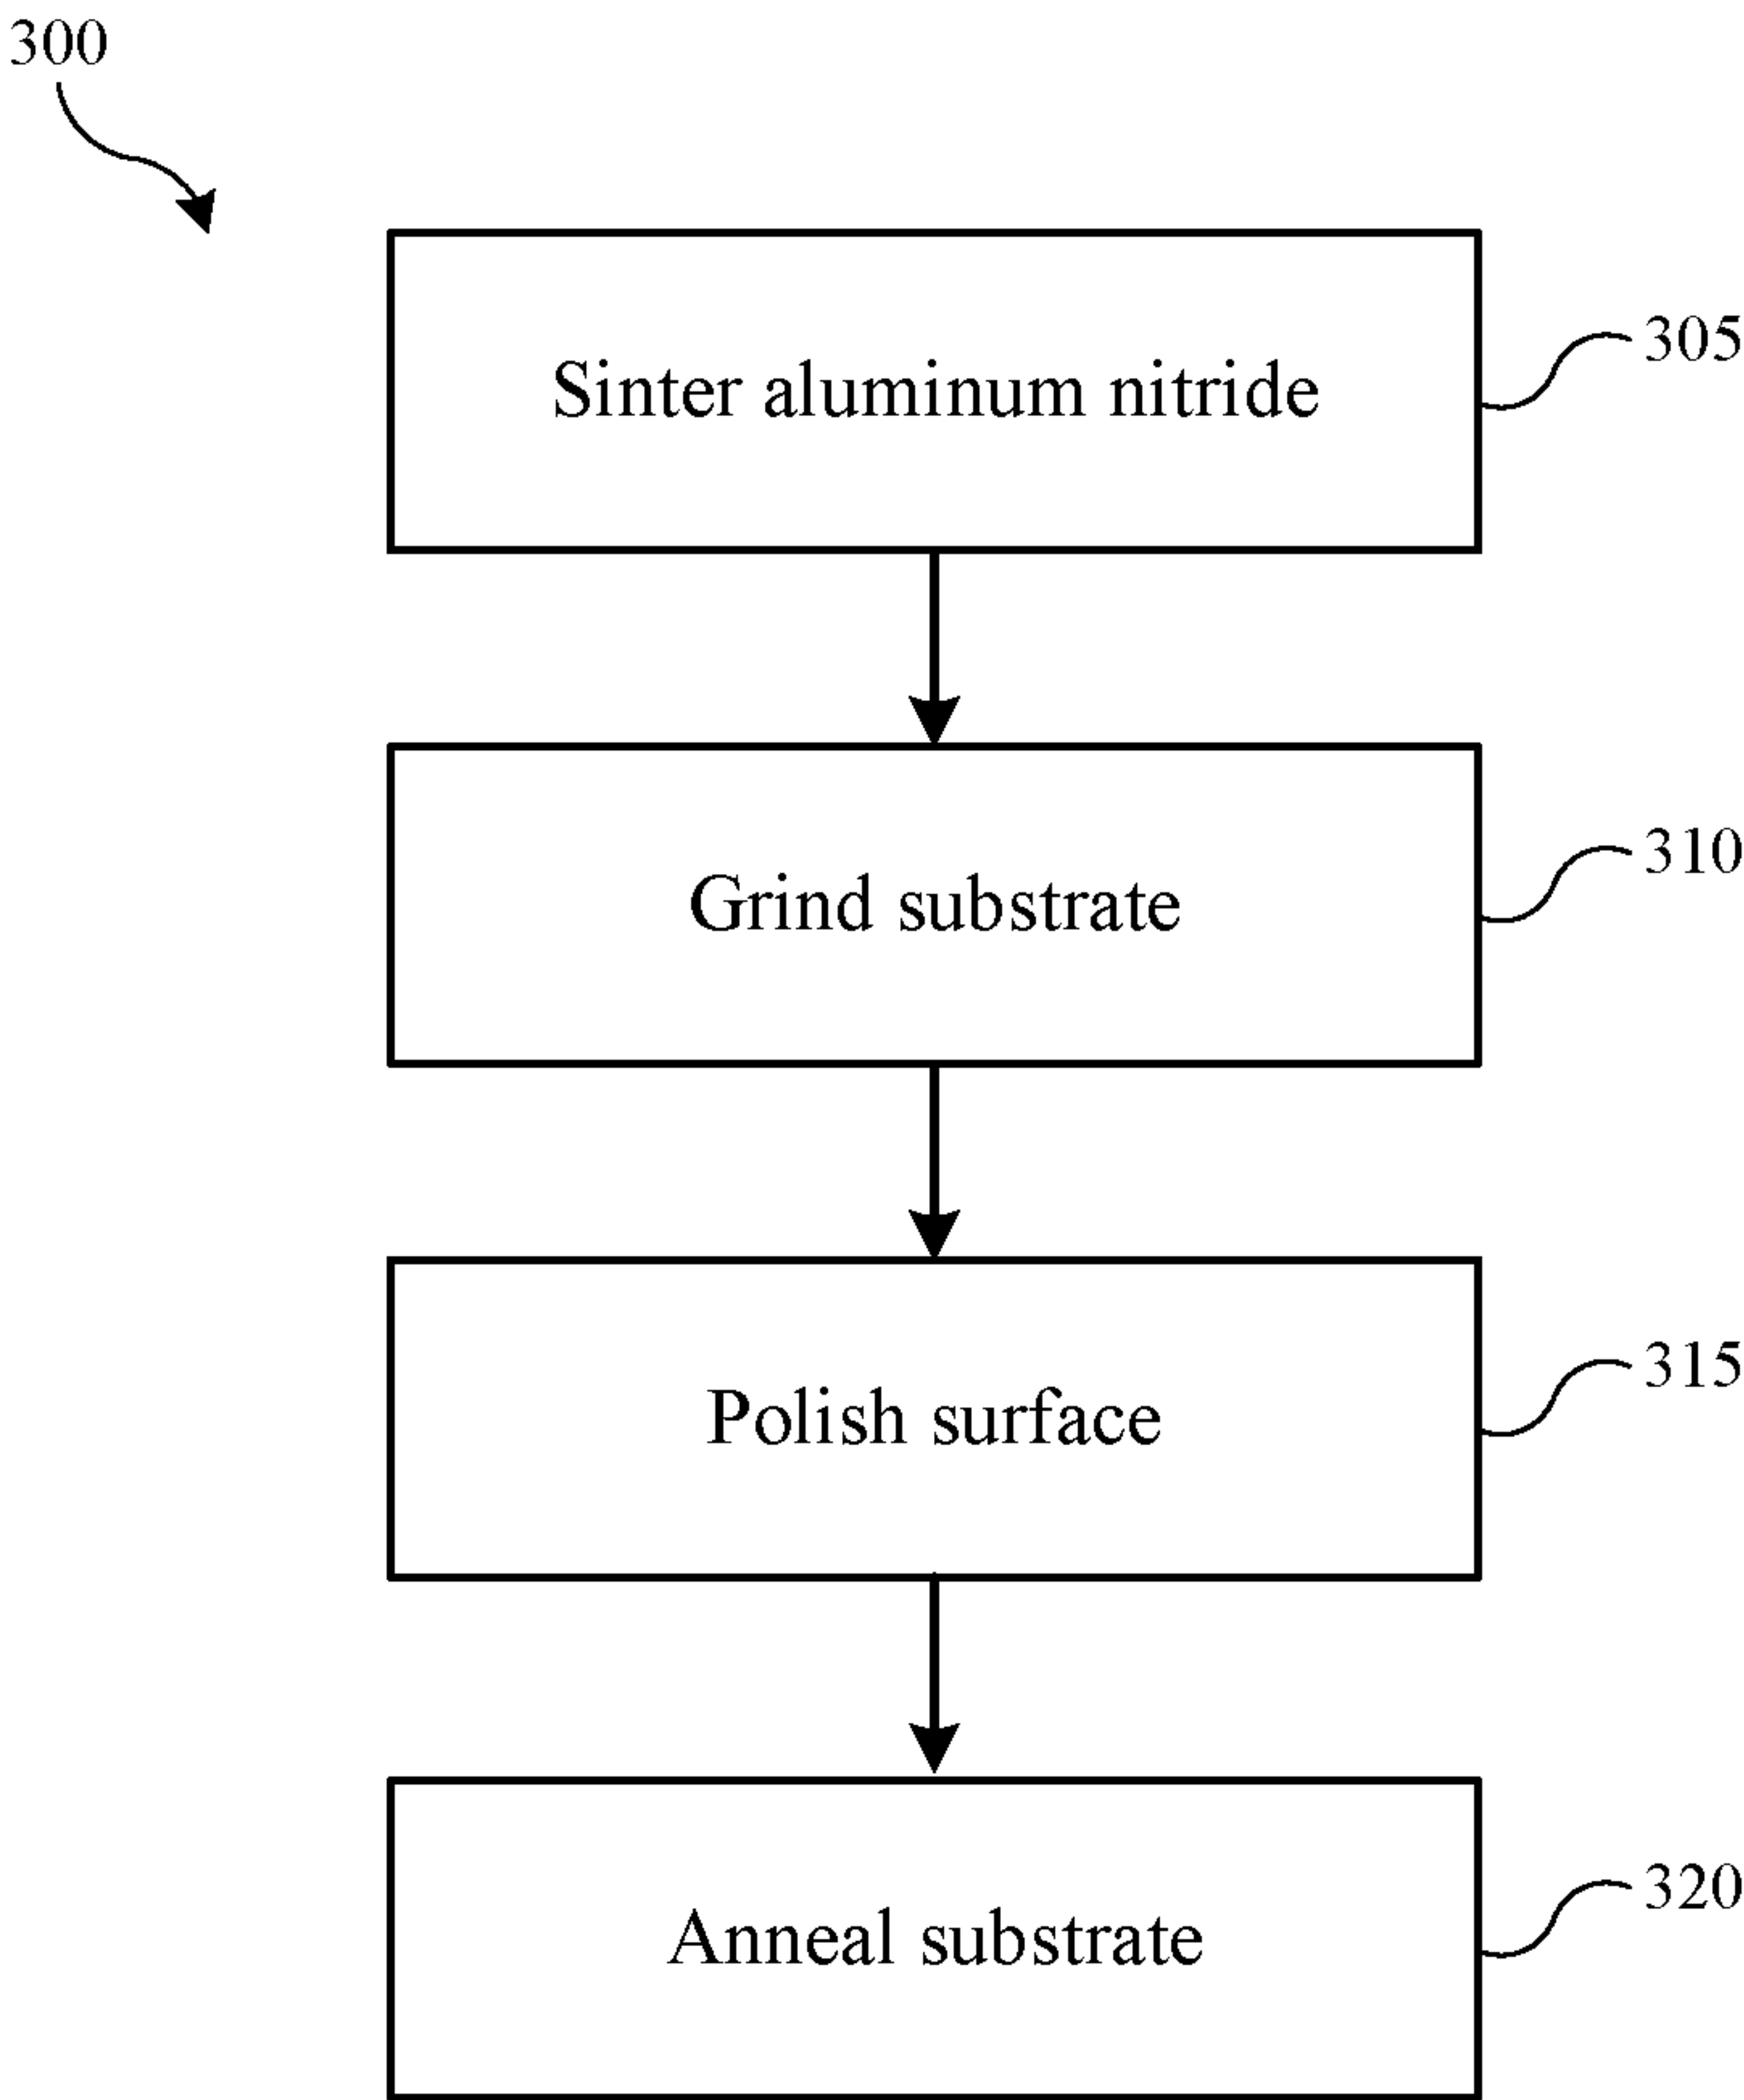 300
Sinter aluminum nitride
305
Grind substrate
310
Polish surface
315
Anneal substrate
320